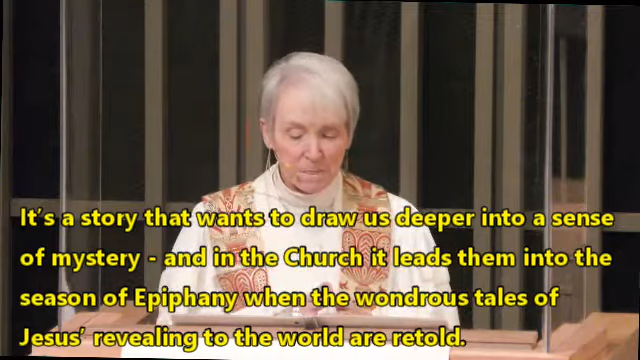 It's a story that wants to draw us deeper into a sense
of mystery - and in the Church it leads them into the
season of Epiphany when the wondrous tales of
Jesus' revealing to the world are retold.